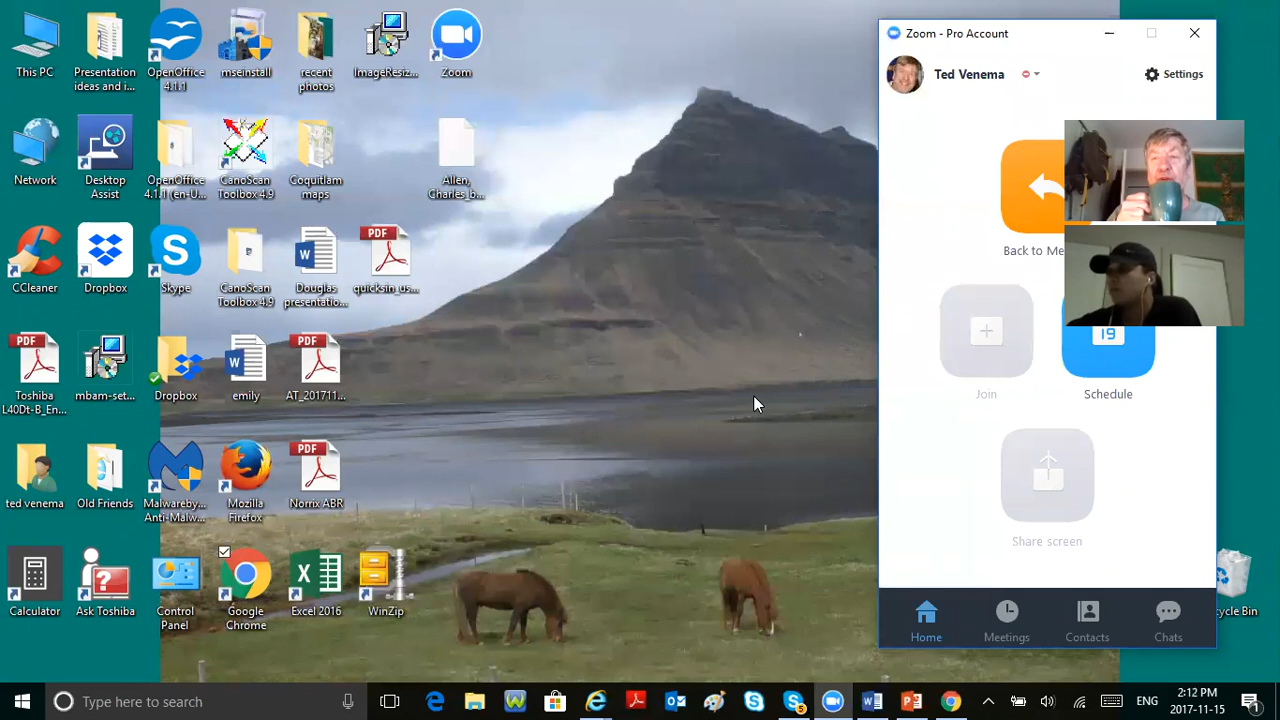 This PC
Presentation
ideas and i...
OpenOffice
4.1.1
mseinstall
recent
photos
ImageResiz...
Zoom
Network
Desktop
Assist
OpenOffice
4.1.1 (en-U...
CanoScan
Toolbox 4.9
Coquitlam
maps
Allen,
Charles_b...
CCleaner
Dropbox
Skype
CanoScan
Toolbox 4.9
Douglas
presentatio...
PDF
quicksin_us...
PDF
Toshiba
L40Dt-B_En...
mbam-set...
Dropbox
emily
PDF
AT_201711...
ted venema
Old Friends
Malwareby...
Anti-Malw...
Mozilla
Firefox
PDF
Norrix ABR
Calculator
Ask Toshiba
Control
Panel
Google
Chrome
Excel 2016
WinZip
Zoom - Pro Account
Ted Venema
Settings
Back to Me
Join
19
Schedule
Share screen
Home
Meetings
Contacts
Chats
cycle Bin
Type here to search
5
ENG
2:12 PM
2017-11-15
1